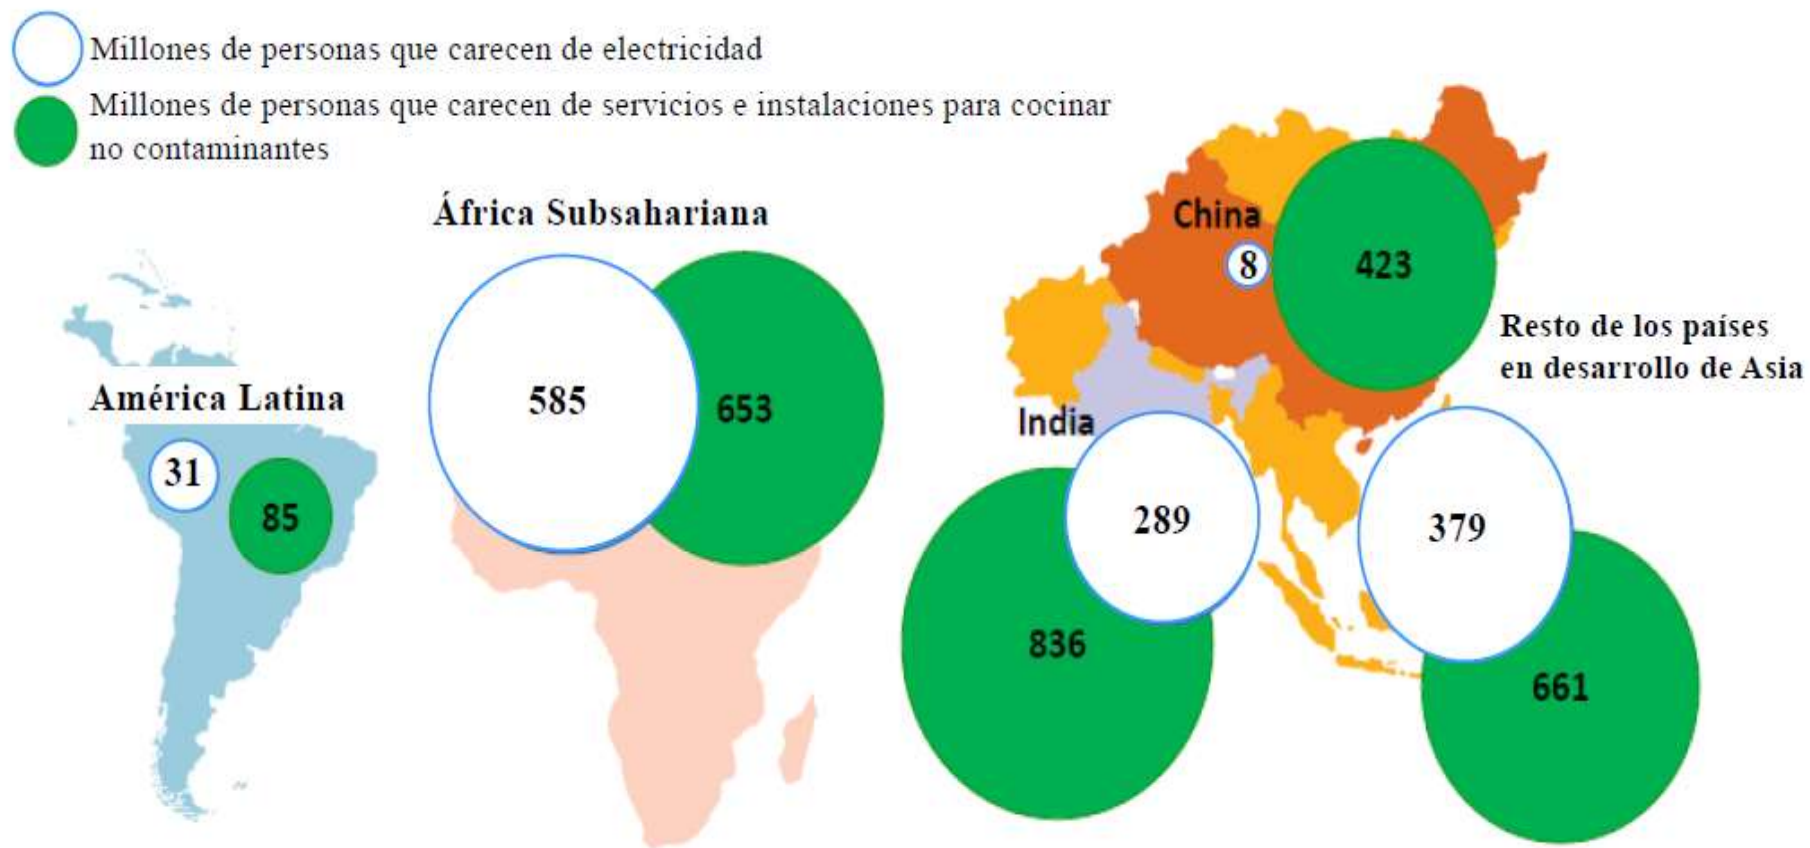 Millones de personas que carecen de electricidad
Millones de personas que carecen de servicios e instalaciones para cocinar
no contaminantes
África Subsahariana
585
653
América Latina
31
85
China
8
423
Resto de los países
en desarrollo de Asia
India
289
379
836
661